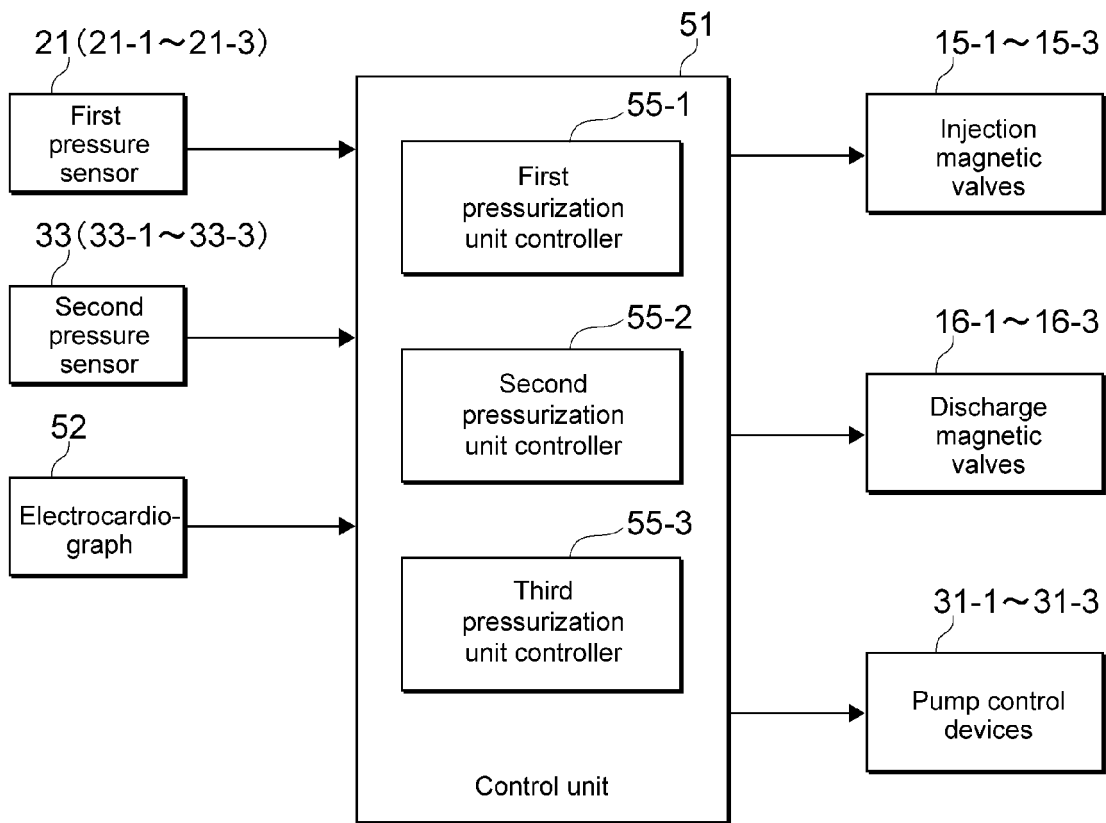 21(21-1～21-3)
First
pressure
sensor
33(33-1～33-3)
Second
pressure
sensor
52
Electrocardio-
graph
51
55-1
First
pressurization
unit controller
55-2
Second
pressurization
unit controller
55-3
Third
pressurization
unit controller
Control unit
15-1～15-3
Injection
magnetic
valves
16-1～16-3
Discharge
magnetic
valves
31-1～31-3
Pump control
devices